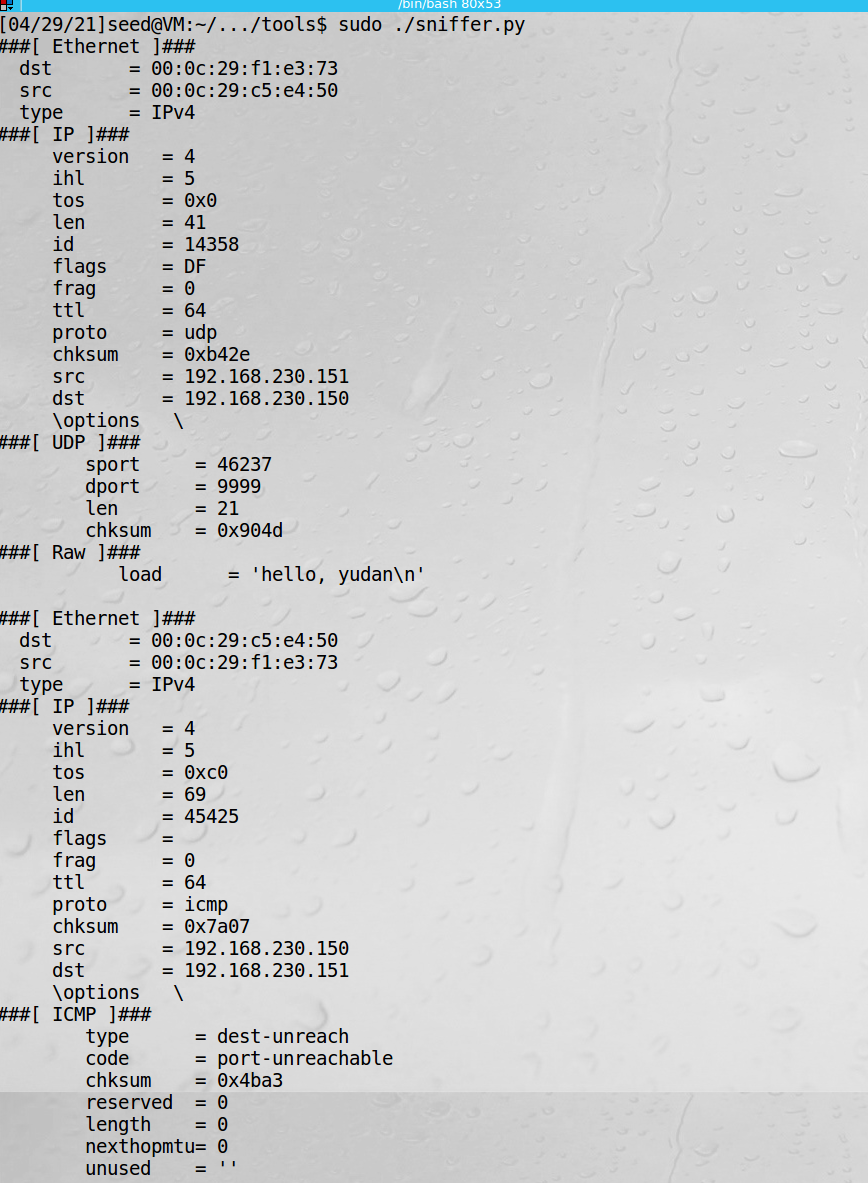 /bin/bash 80x53
[04/29/21]seed@VM:~/.../tools$ sudo ./sniffer.py
###[ Ethernet ]###
  dst       = 00:0c:29:f1:e3:73
  src       = 00:0c:29:c5:e4:50
  type      = IPv4
###[ IP ]###
     version   = 4
     ihl       = 5
     tos       = 0x0
     len       = 41
     id        = 14358
     flags     = DF
     frag      = 0
     ttl       = 64
     proto     = udp
     chksum    = 0xb42e
     src       = 192.168.230.151
     dst       = 192.168.230.150
     \options   \
###[ UDP ]###
        sport     = 46237
        dport     = 9999
        len       = 21
        chksum    = 0x904d
###[ Raw ]###
           load      = 'hello, yudan\n'

###[ Ethernet ]###
  dst       = 00:0c:29:c5:e4:50
  src       = 00:0c:29:f1:e3:73
  type      = IPv4
###[ IP ]###
     version   = 4
     ihl       = 5
     tos       = 0xc0
     len       = 69
     id        = 45425
     flags     =
     frag      = 0
     ttl       = 64
     proto     = icmp
     chksum    = 0x7a07
     src       = 192.168.230.150
     dst       = 192.168.230.151
     \options   \
###[ ICMP ]###
        type      = dest-unreach
        code      = port-unreachable
        chksum    = 0x4ba3
        reserved  = 0
        length    = 0
        nexthopmtu= 0
        unused    = ''